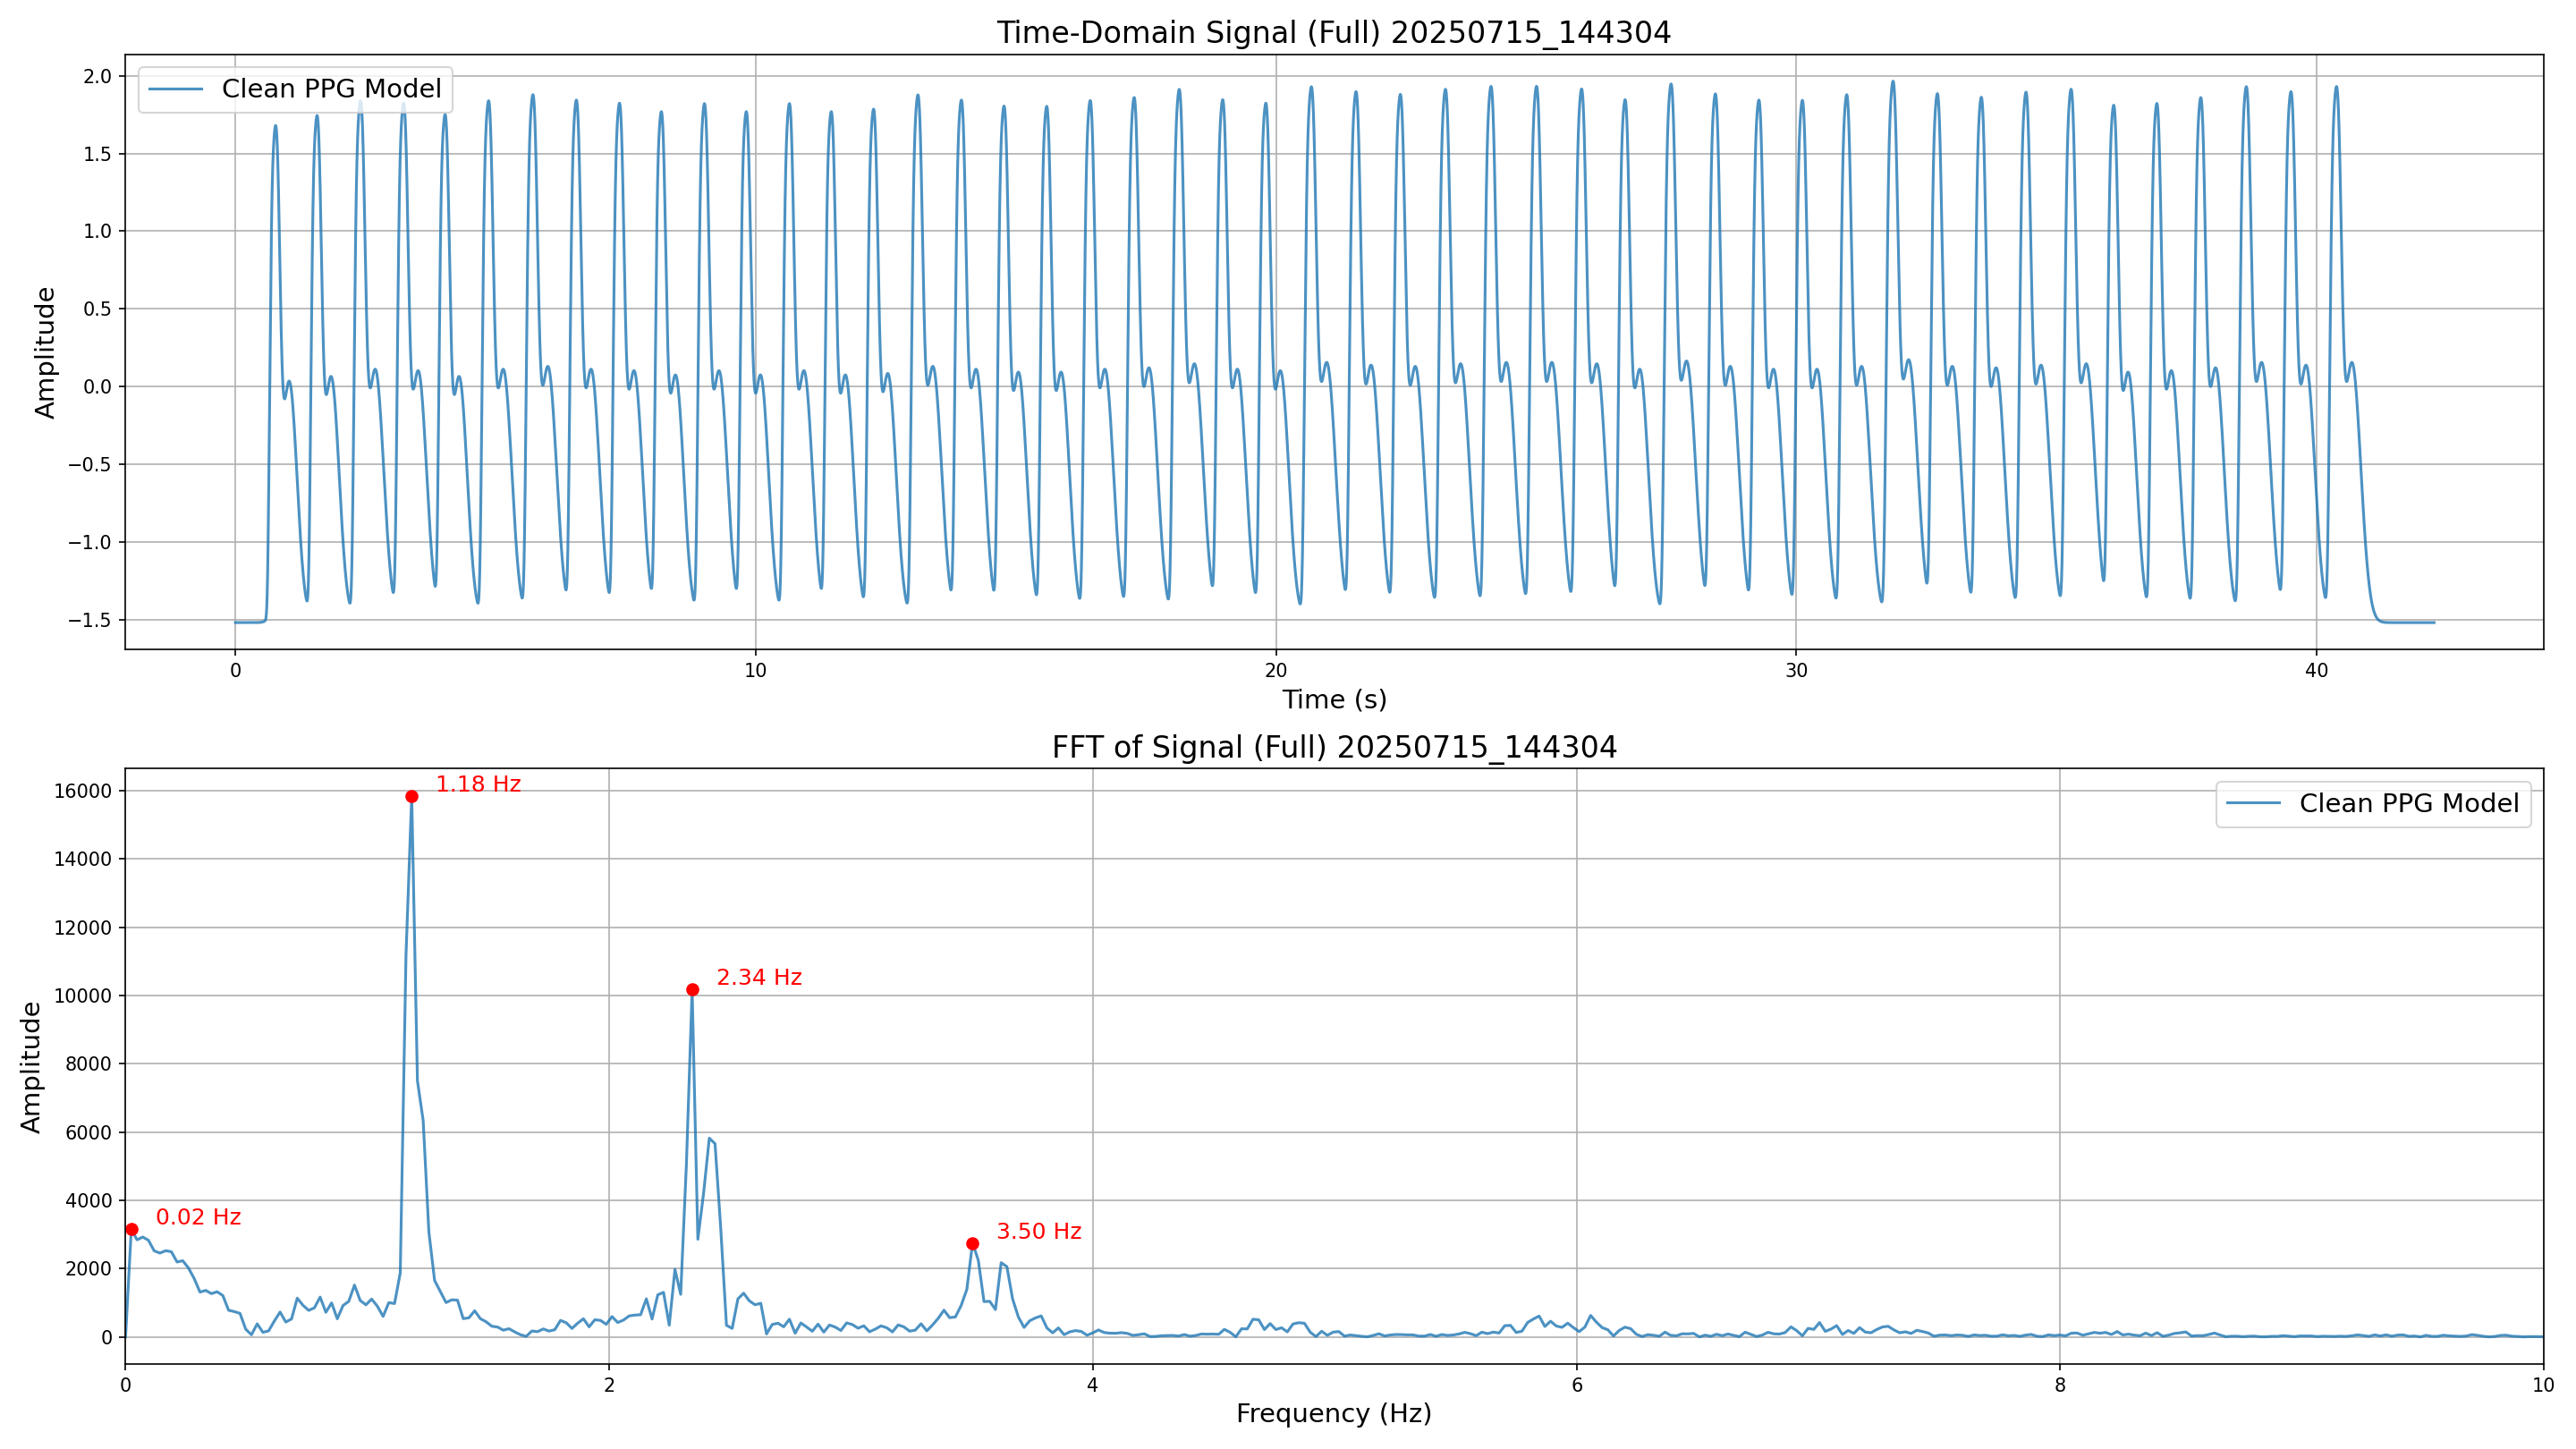 Time-Domain Signal (Full) 20250715_144304
Clean PPG Model
Amplitude
2.0
1.5
1.0
0.5
0.0
−0.5
−1.0
−1.5
0 10 20 30 40
Time (s)
FFT of Signal (Full) 20250715_144304
Clean PPG Model
Amplitude
16000
14000
12000
10000
8000
6000
4000
2000
0
1.18 Hz
2.34 Hz
0.02 Hz
3.50 Hz
0 2 4 6 8 10
Frequency (Hz)